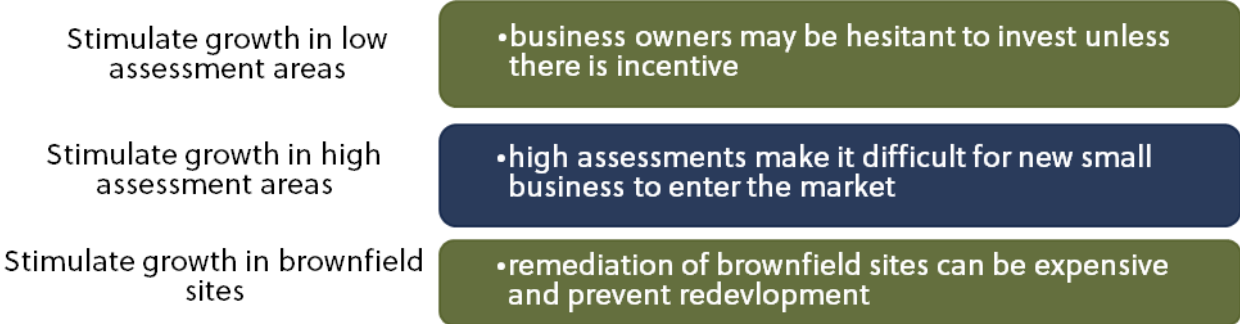 Stimulate growth in low
assessment areas
•business owners may be hesitant to invest unless
there is incentive
Stimulate growth in high
assessment areas
•high assessments make it difficult for new small
business to enter the market
Stimulate growth in brownfield
sites
•remediation of brownfield sites can be expensive
and prevent redevlopment